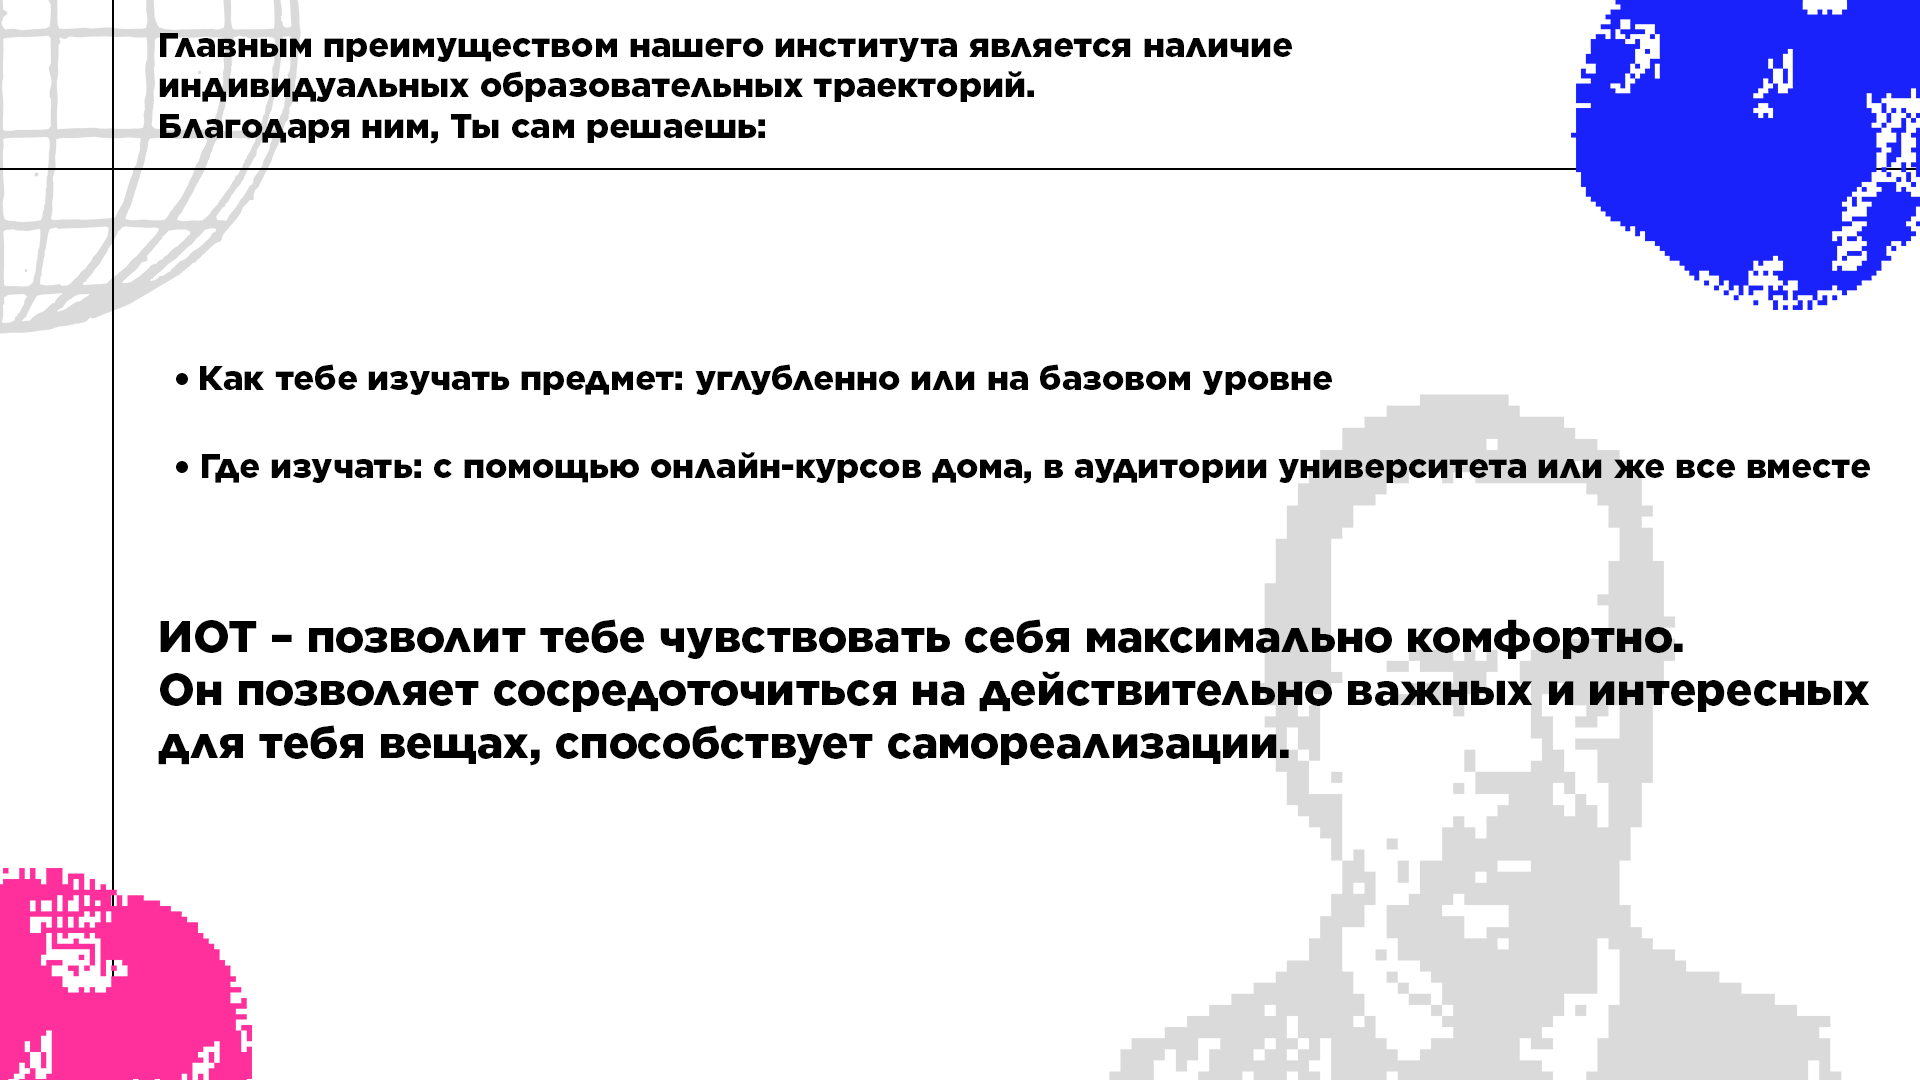 Главным преимуществом нашего института является наличие
индивидуальных образовательных траекторий.
Благодаря ним, Ты сам решаешь:
• Как тебе изучать предмет: углубленно или на базовом уровне
• Где изучать: с помощью онлайн-курсов дома, в аудитории университета или же все вместе
ИОТ – позволит тебе чувствовать себя максимально комфортно.
Он позволяет сосредоточиться на действительно важных и интересных
для тебя вещах, способствует самореализации.